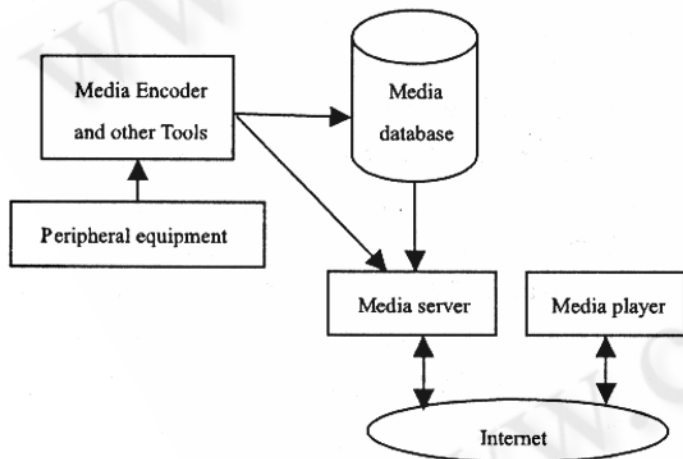 Media Encoder
and other Tools
Media
database
Peripheral equipment
Media server
Media player
Internet